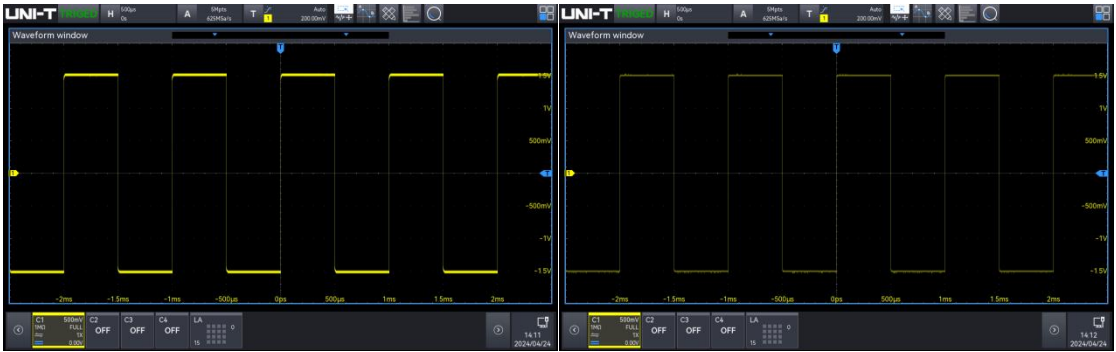 UNI-T TRIGED H 500μs 0s A 5Mpts 625MSa/s T 1 Auto 200.00mV
Waveform window
T
1.5V
1V
500mV
1 T
-500mV
-1V
-1.5V
-2ms -1.5ms -1ms -500μs 0ps 500μs 1ms 1.5ms 2ms
C1 500mV C2 C3 C4 LA
1MΩ FULL OFF OFF OFF 0
1X
0.00V 15
14:11
2024/04/24
UNI-T TRIGED H 500μs 0s A 5Mpts 625MSa/s T 1 Auto 200.00mV
Waveform window
T
1.5V
1V
500mV
1 T
-500mV
-1V
-1.5V
-2ms -1.5ms -1ms -500μs 0ps 500μs 1ms 1.5ms 2ms
C1 500mV C2 C3 C4 LA
1MΩ FULL OFF OFF OFF 0
1X
0.00V 15
14:12
2024/04/24